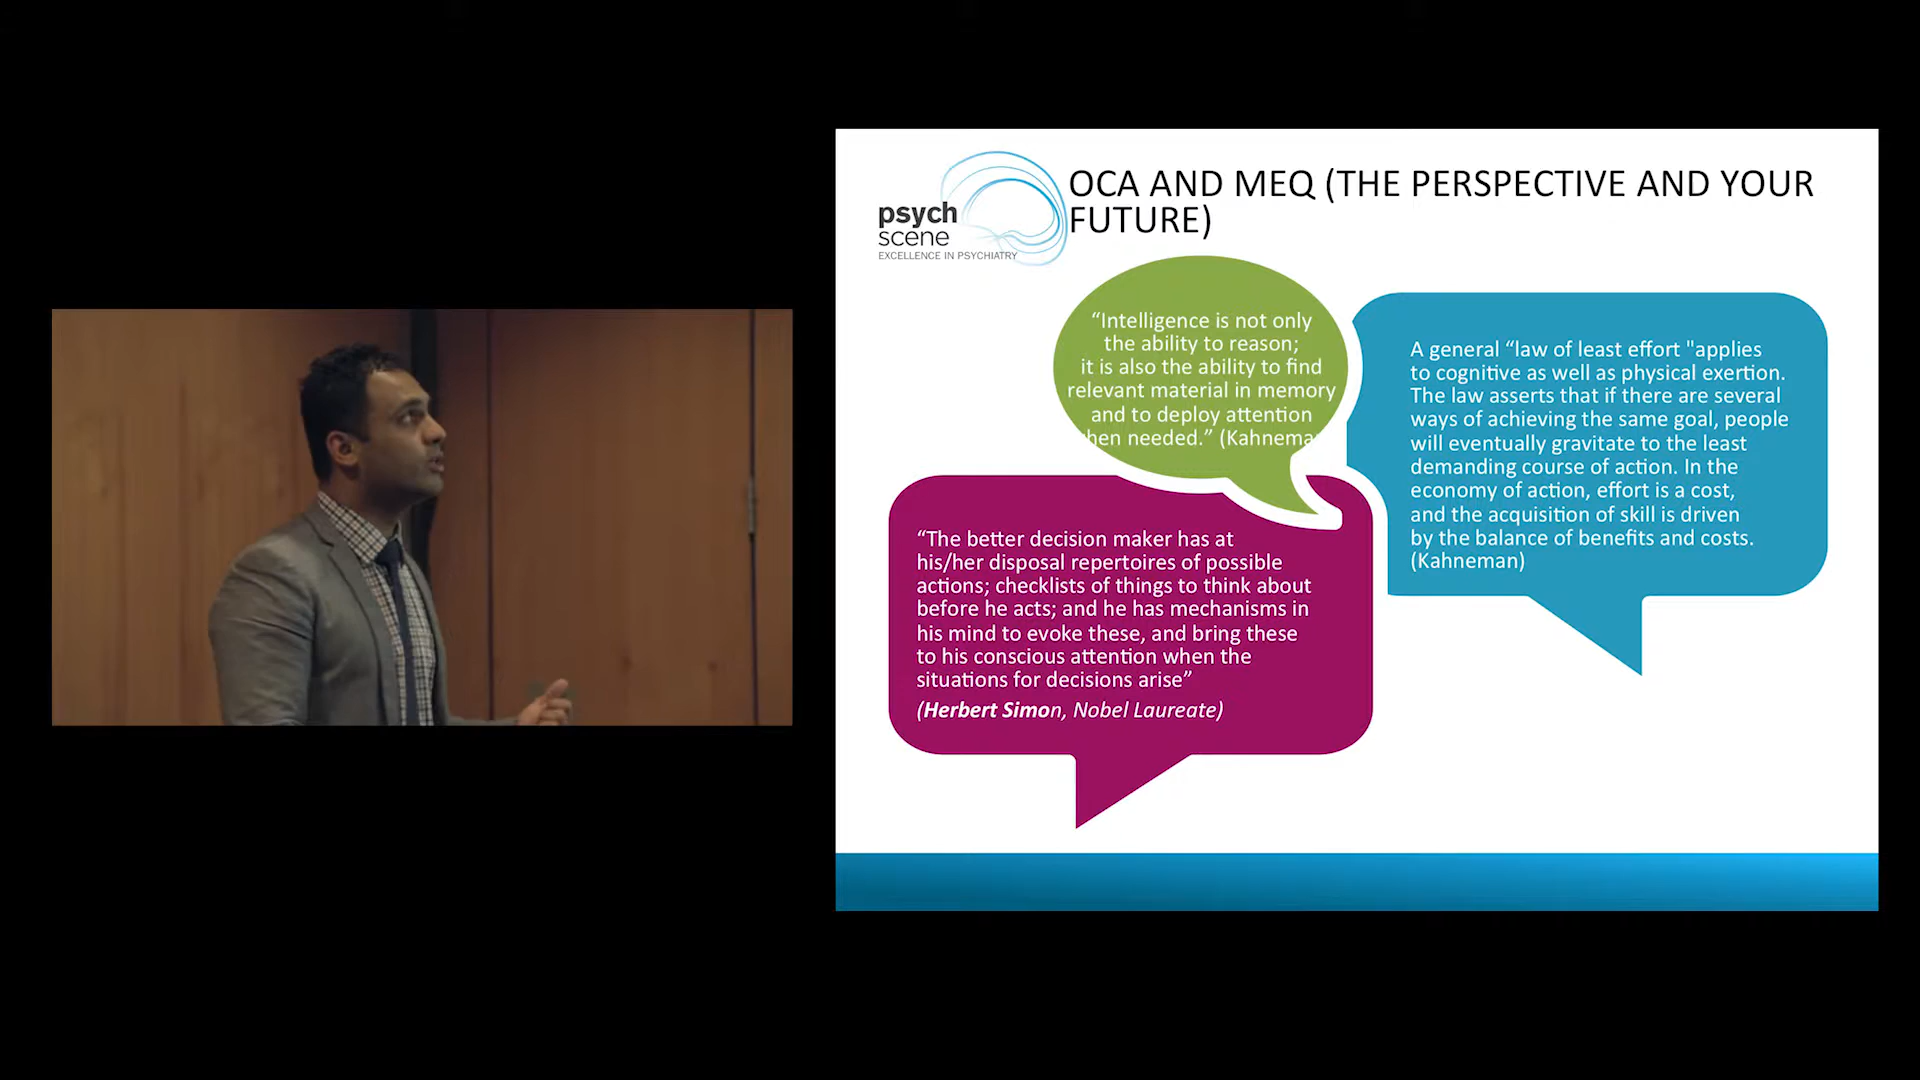 psych
scene
EXCELLENCE IN PSYCHIATRY
OCA AND MEQ (THE PERSPECTIVE AND YOUR
FUTURE)
“Intelligence is not only
the ability to reason;
it is also the ability to find
relevant material in memory
and to deploy attention
hen needed.” (Kahnema
A general “law of least effort "applies
to cognitive as well as physical exertion.
The law asserts that if there are several
ways of achieving the same goal, people
will eventually gravitate to the least
demanding course of action. In the
economy of action, effort is a cost,
and the acquisition of skill is driven
by the balance of benefits and costs.
(Kahneman)
“The better decision maker has at
his/her disposal repertoires of possible
actions; checklists of things to think about
before he acts; and he has mechanisms in
his mind to evoke these, and bring these
to his conscious attention when the
situations for decisions arise”
(Herbert Simon, Nobel Laureate)